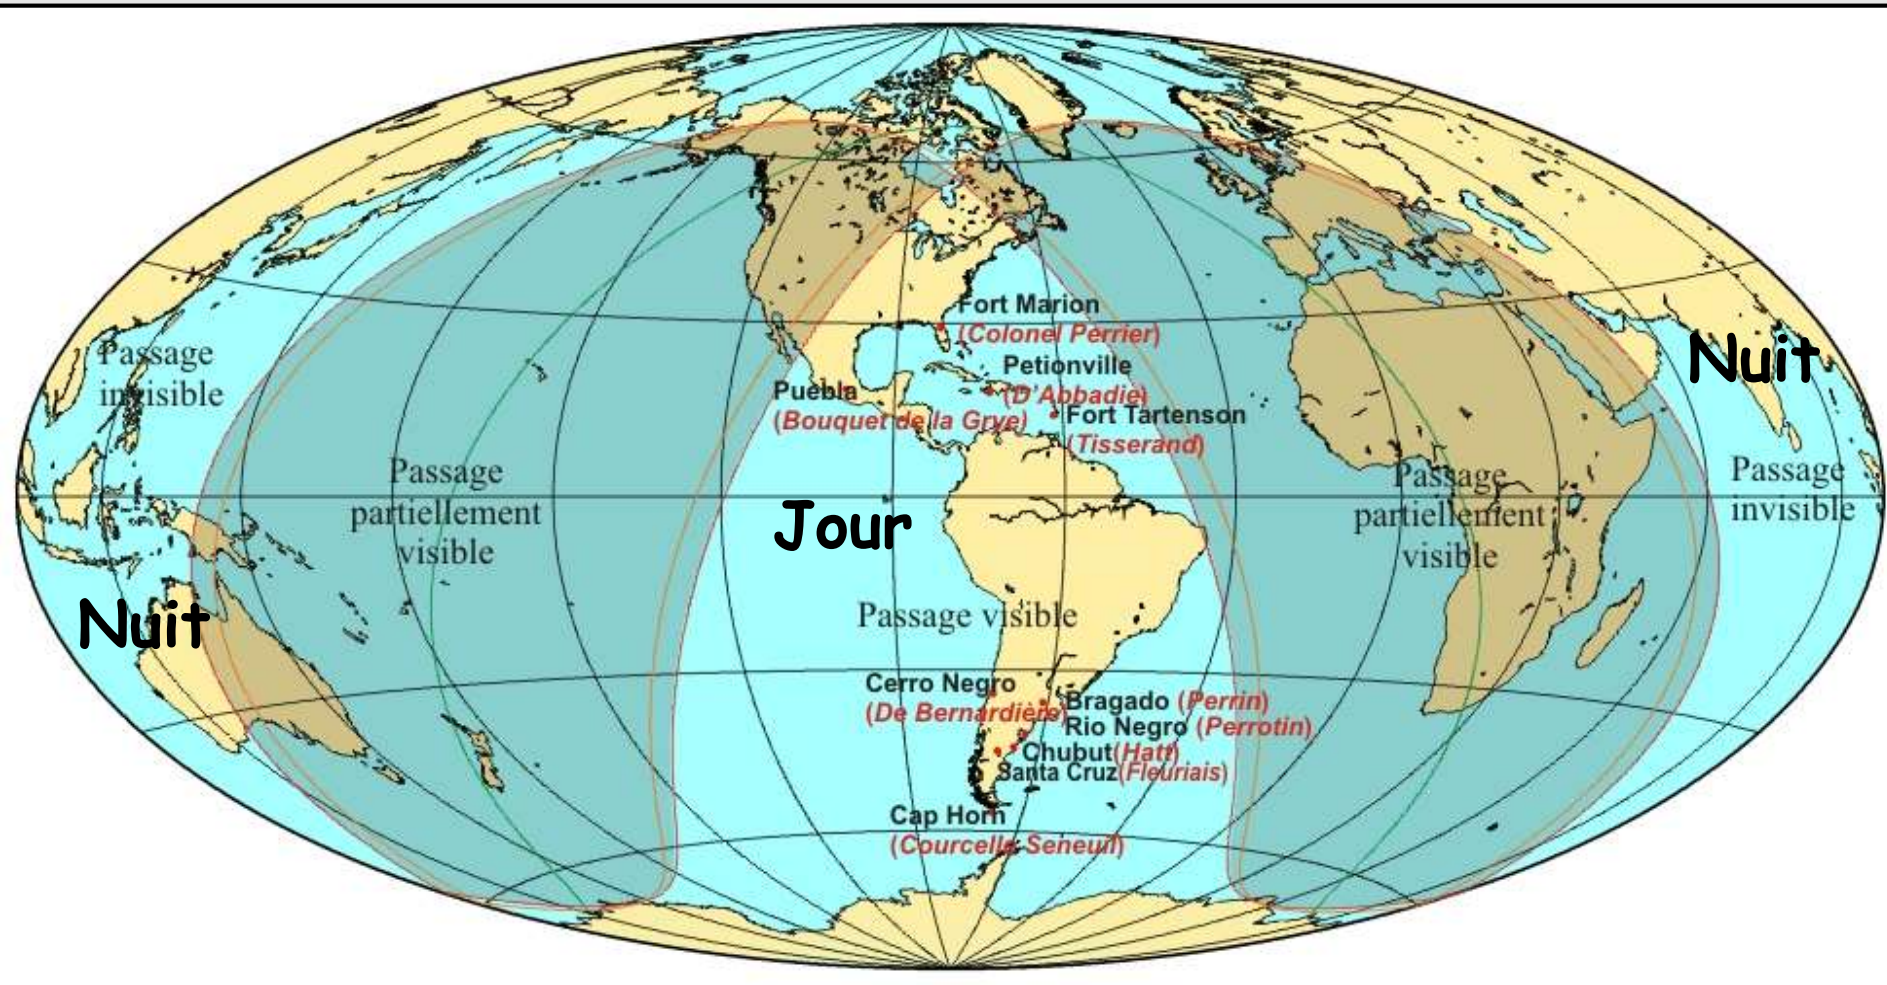 Fort Marion
(Colonel Perrier)
Passage
invisible
Nuit
Petionville
(D'Abbadie)
Puebla
(Bouquet de la Grye)
Fort Tartenson
(Tisserand)
Passage
partiellement
visible
Passage
partiellement
visible
Passage
invisible
Jour
Nuit
Passage visible
Cerro Negro
(De Bernardière)
Bragado (Perrin)
Rio Negro (Perrotin)
Chubut(Hatt)
Santa Cruz(Fleuriais)
Cap Horn
(Courcelle Seneuil)